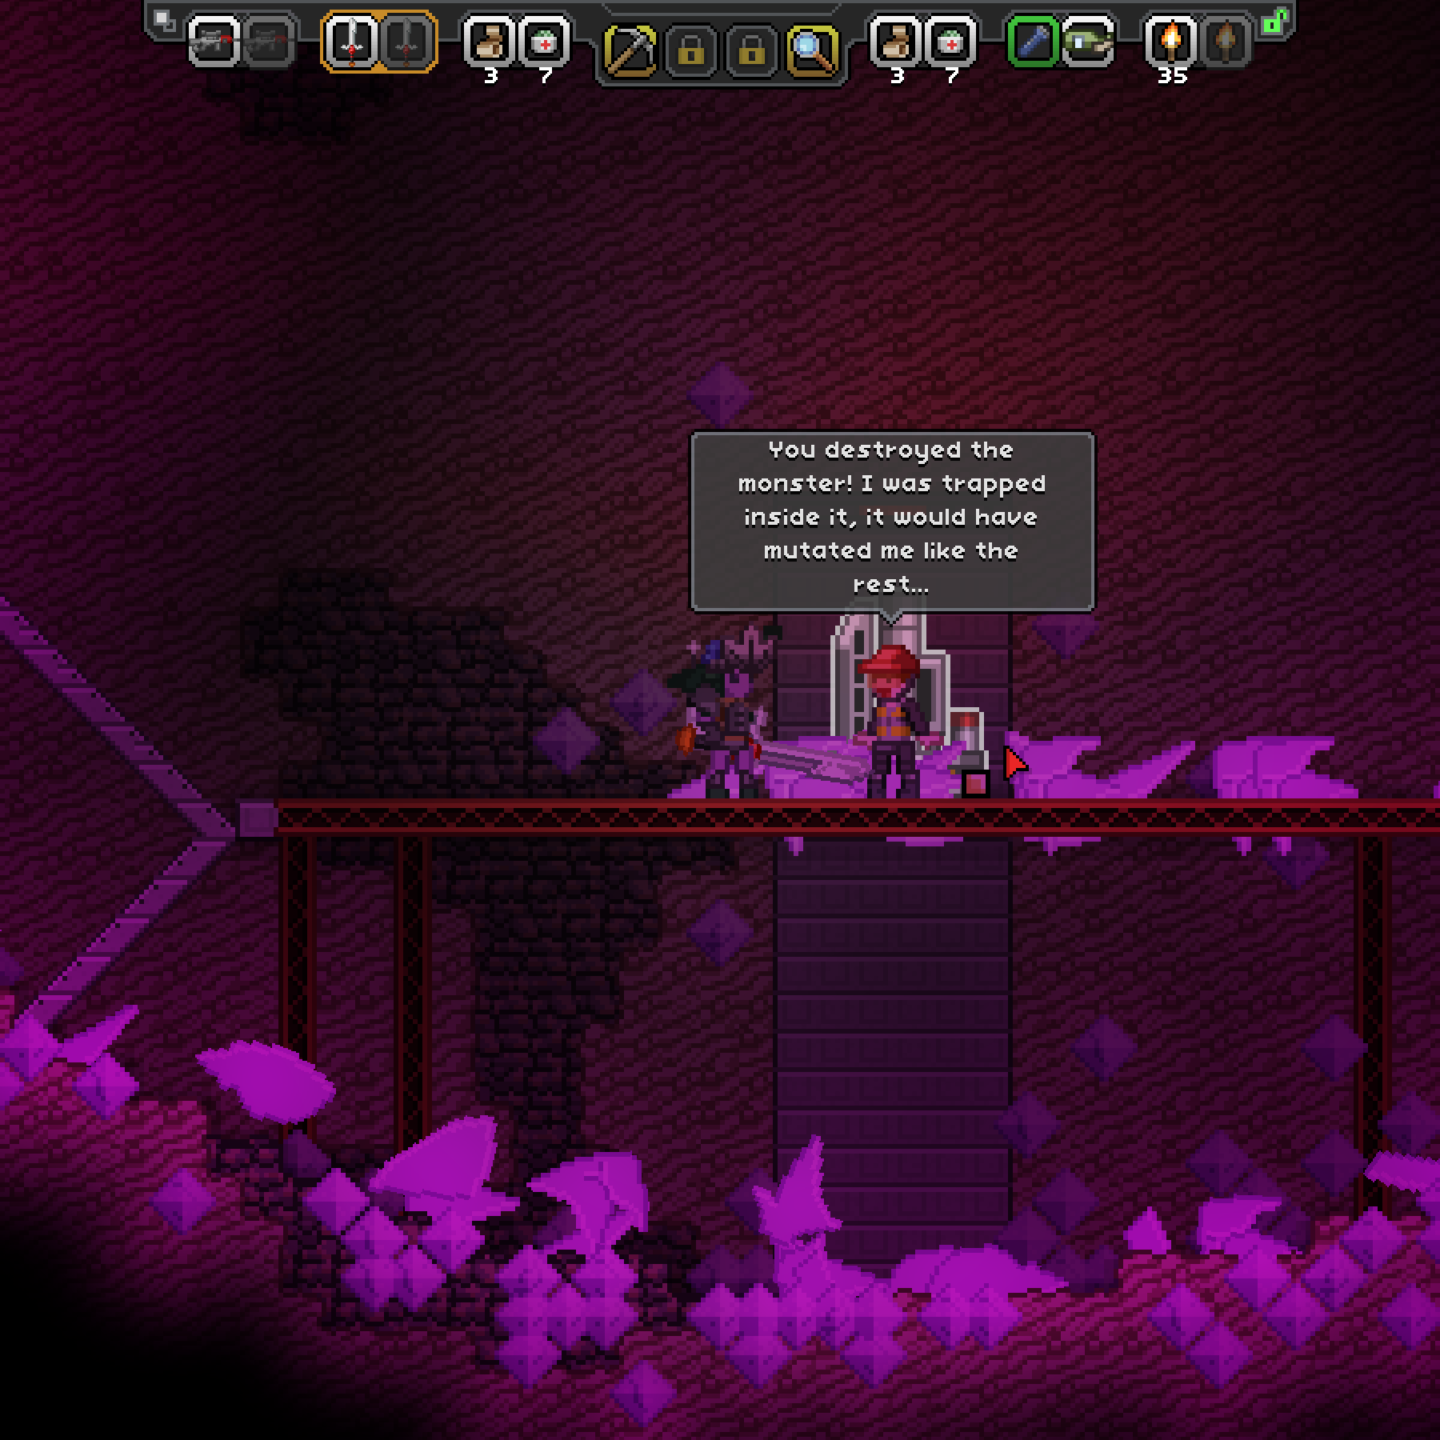 3 7 3 7 35
You destroyed the
monster! I was trapped
inside it, it would have
mutated me like the
rest...